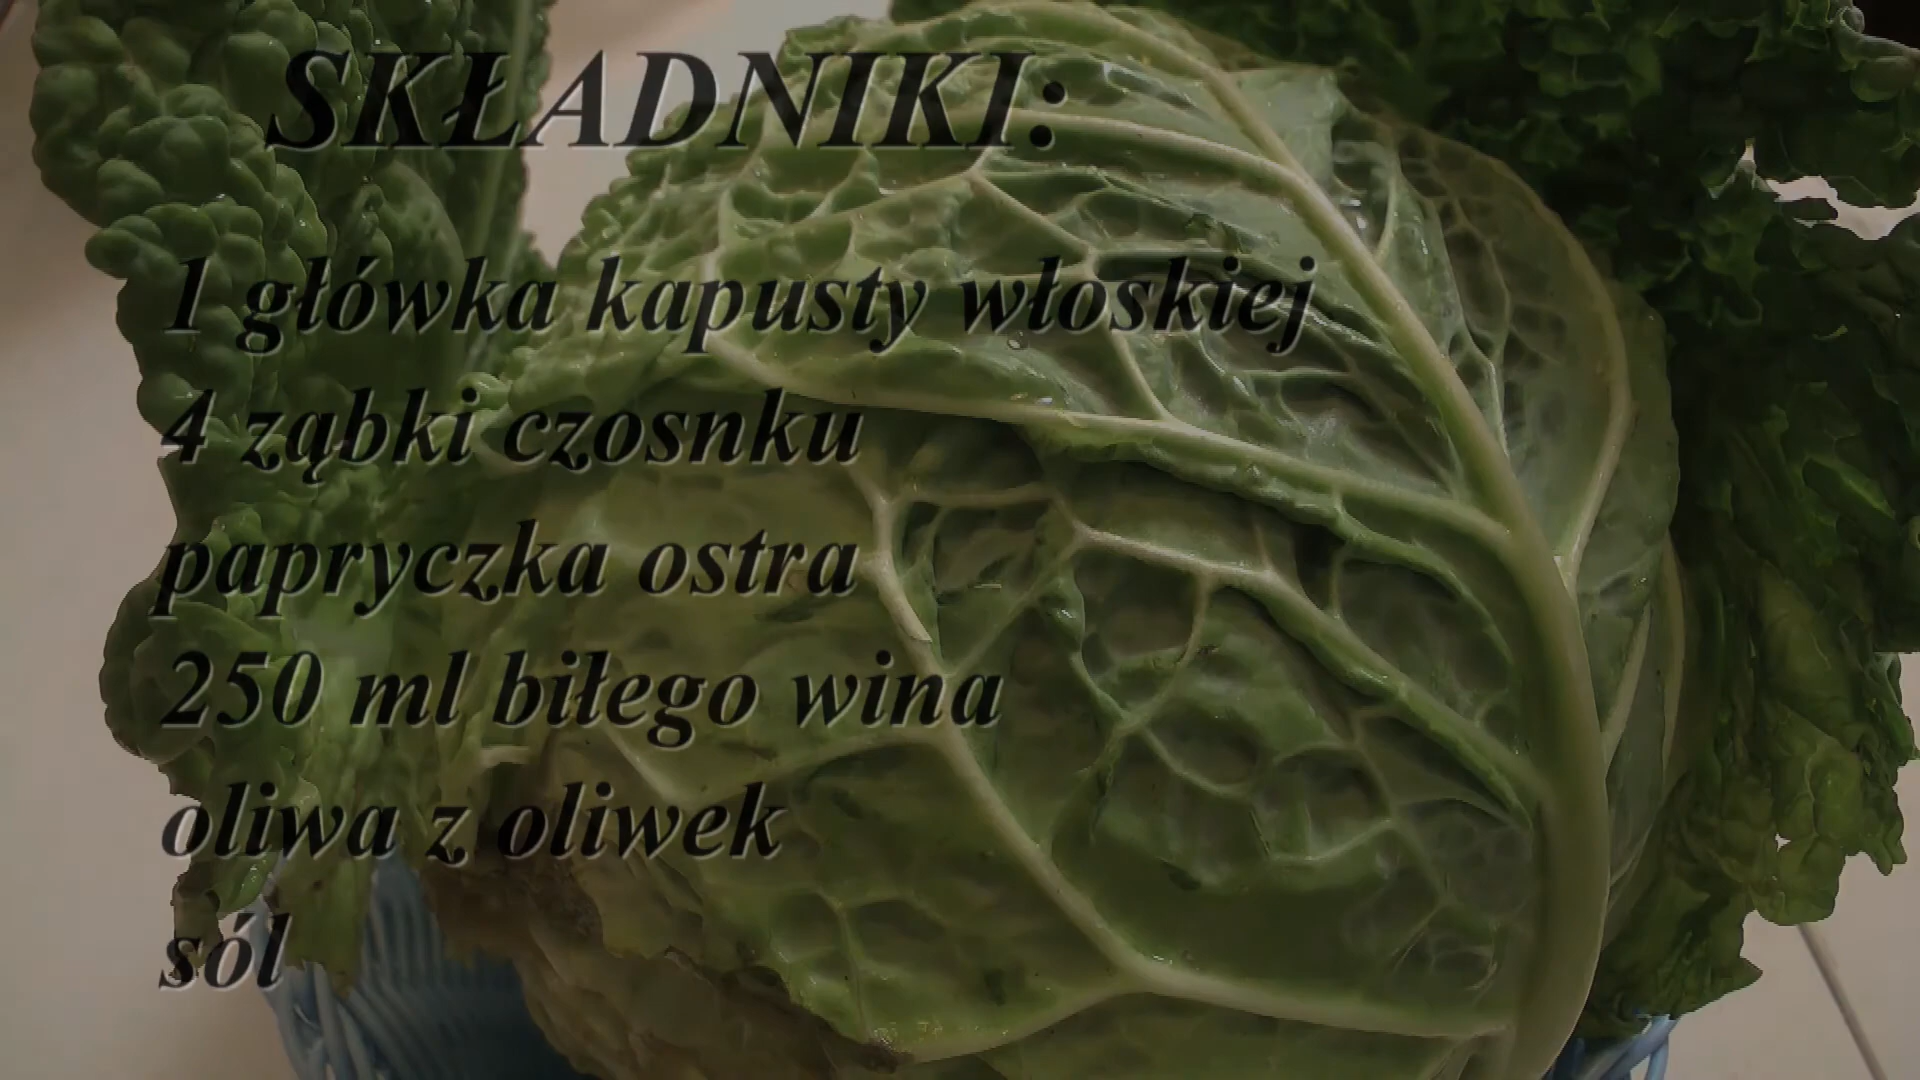 SKŁADNIKI:
1 główka kapusty włoskiej
4 ząbki czosnku
papryczka ostra
250 ml biłego wina
oliwa z oliwek
sól